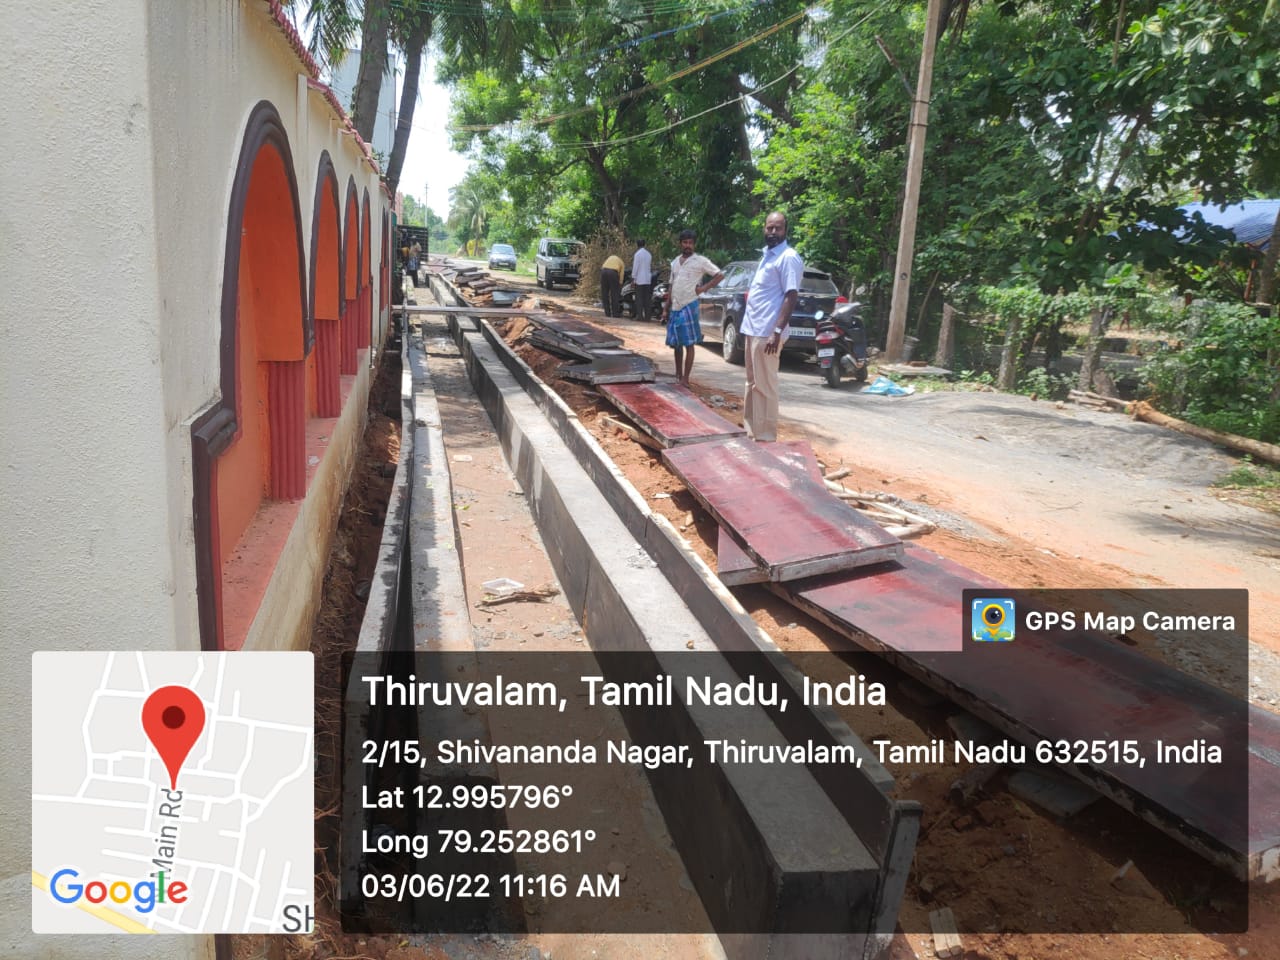 GPS Map Camera
Thiruvalam, Tamil Nadu, India
2/15, Shivananda Nagar, Thiruvalam, Tamil Nadu 632515, India
Lat 12.995796°
Long 79.252861°
03/06/22 11:16 AM
Main Rd
Google